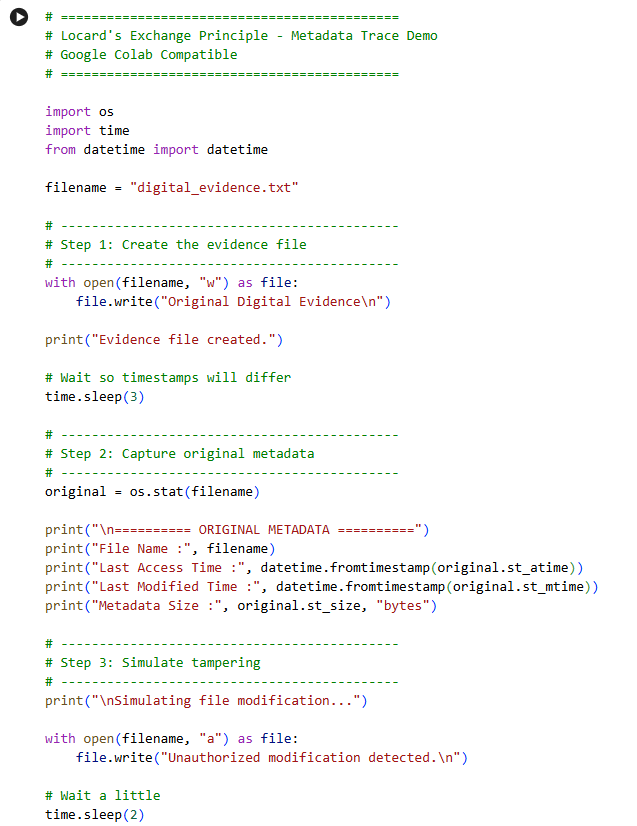 # ============================================
# Locard's Exchange Principle - Metadata Trace Demo
# Google Colab Compatible
# ============================================
import os
import time
from datetime import datetime
filename = "digital_evidence.txt"
# --------------------------------------------
# Step 1: Create the evidence file
# --------------------------------------------
with open(filename, "w") as file:
    file.write("Original Digital Evidence\n")
print("Evidence file created.")
# Wait so timestamps will differ
time.sleep(3)
# --------------------------------------------
# Step 2: Capture original metadata
# --------------------------------------------
original = os.stat(filename)
print("\n========== ORIGINAL METADATA ==========")
print("File Name :", filename)
print("Last Access Time :", datetime.fromtimestamp(original.st_atime))
print("Last Modified Time :", datetime.fromtimestamp(original.st_mtime))
print("Metadata Size :", original.st_size, "bytes")
# --------------------------------------------
# Step 3: Simulate tampering
# --------------------------------------------
print("\nSimulating file modification...")
with open(filename, "a") as file:
    file.write("Unauthorized modification detected.\n")
# Wait a little
time.sleep(2)